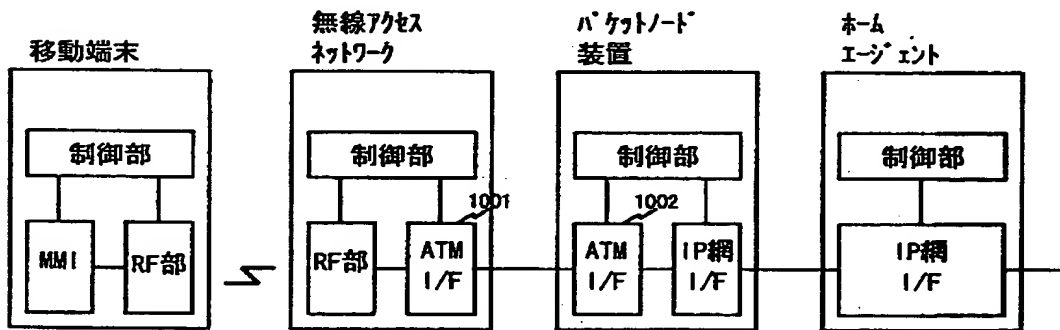 移動端末
無線アクセス
ネットワーク
パケットノード
装置
ホーム
エージェント
制御部
制御部
制御部
制御部
1001
1002
MMI
RF部
RF部
ATM
I/F
ATM
I/F
IP網
I/F
IP網
I/F